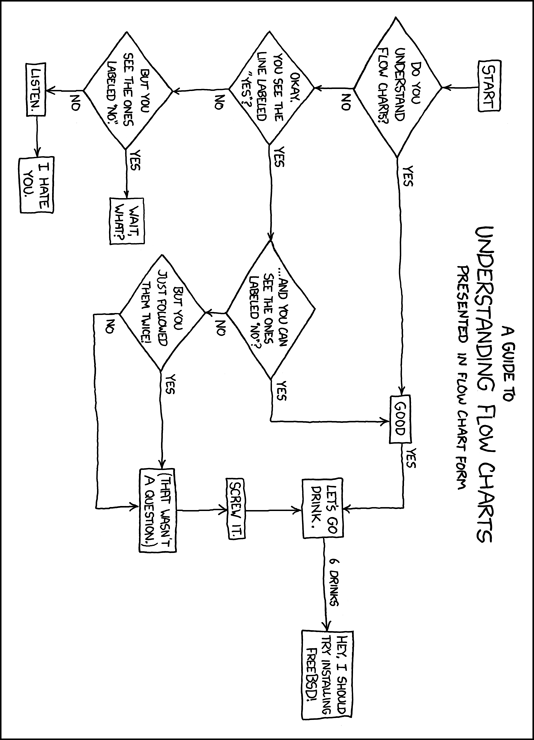 A GUIDE TO
UNDERSTANDING FLOW CHARTS
PRESENTED IN FLOW CHART FORM
START
DO YOU
UNDERSTAND
FLOW CHARTS?
YES
GOOD
YES
LET'S GO
DRINK.
6 DRINKS
HEY, I SHOULD
TRY INSTALLING
FREEBSD!
NO
OKAY.
YOU SEE THE
LINE LABELED
"YES"?
YES
...AND YOU CAN
SEE THE ONES
LABELED "NO"?
YES
NO
BUT YOU
JUST FOLLOWED
THEM TWICE!
YES
NO
(THAT WASN'T
A QUESTION.)
SCREW IT.
NO
BUT YOU
SEE THE ONES
LABELED "NO".
YES
WAIT,
WHAT?
NO
LISTEN.
I HATE
YOU.